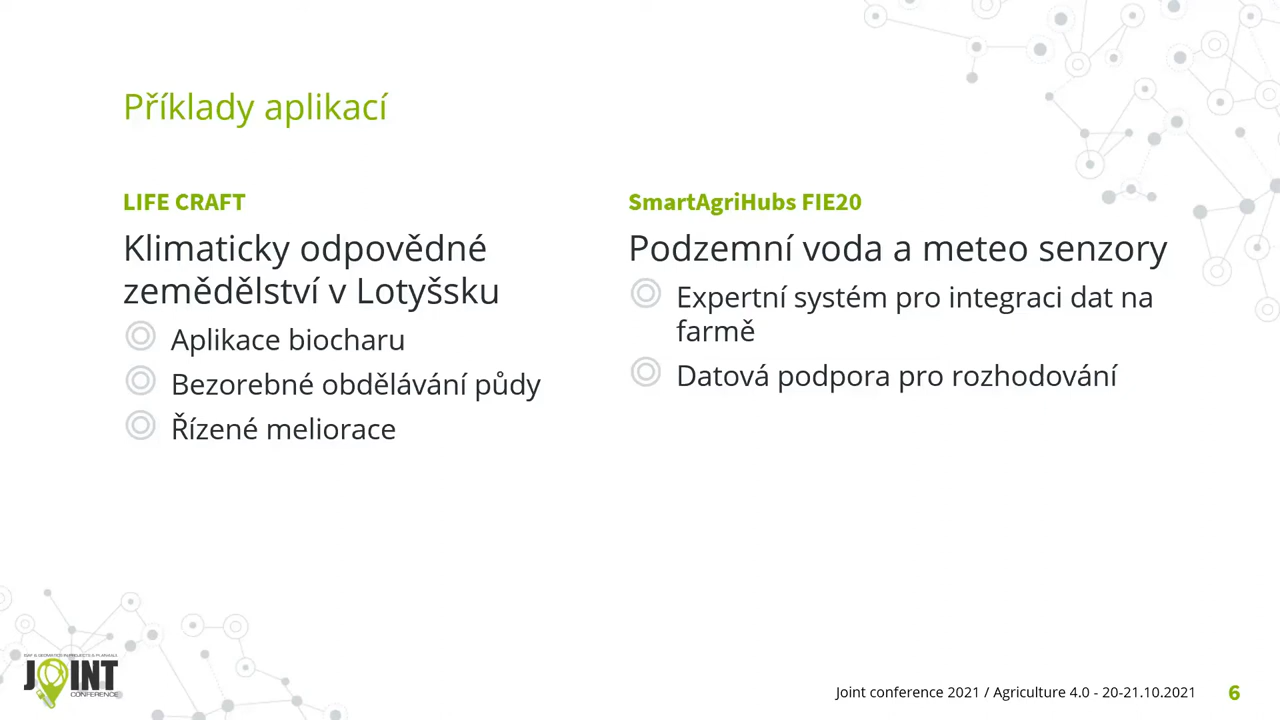 Příklady aplikací
LIFE CRAFT
Klimaticky odpovědné
zemědělství v Lotyšsku
Aplikace biocharu
Bezorebné obdělávání půdy
Řízené meliorace
SmartAgriHubs FIE20
Podzemní voda a meteo senzory
Expertní systém pro integraci dat na
farmě
Datová podpora pro rozhodování
JOINT
CONFERENCE
Joint conference 2021 / Agriculture 4.0 - 20-21.10.2021
6